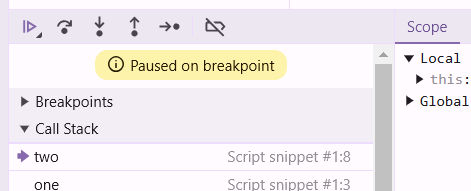 Paused on breakpoint
Breakpoints
Call Stack
two Script snippet #1:8
one Script snippet #1:3
Scope
Local
this:
Global